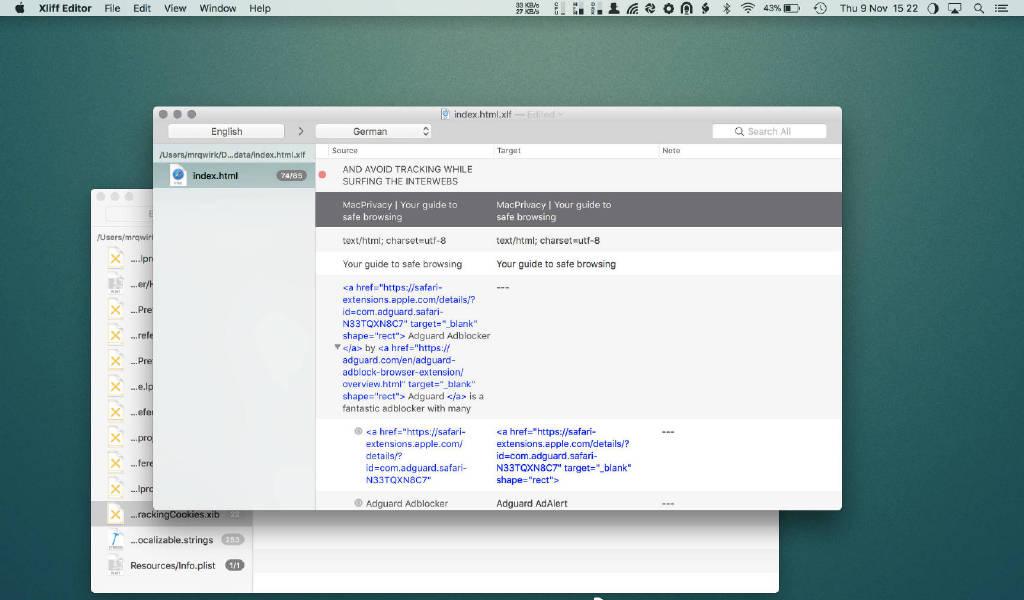 Xliff Editor File Edit View Window Help 33 KB/s 27 KB/s 43% Thu 9 Nov 15 22
index.html.xlf — Edited
English German Search All
/Users/mrqwirk/D...data/index.html.xlf Source Target Note
index.html 74/65
AND AVOID TRACKING WHILE
SURFING THE INTERWEBS
MacPrivacy | Your guide to MacPrivacy | Your guide to
safe browsing safe browsing
text/html; charset=utf-8 text/html; charset=utf-8
Your guide to safe browsing Your guide to safe browsing
<a href="https://safari- ---
extensions.apple.com/details/?
id=com.adguard.safari-
N33TQXN8C7" target="_blank"
shape="rect"> Adguard Adblocker
</a> by <a href="https://
adguard.com/en/adguard-
adblock-browser-extension/
overview.html" target="_blank"
shape="rect"> Adguard </a> is a
fantastic adblocker with many
<a href="https://safari- <a href="https://safari- ---
extensions.apple.com/ extensions.apple.com/details/?
details/? id=com.adguard.safari-
id=com.adguard.safari- N33TQXN8C7" target="_blank"
N33TQXN8C7" shape="rect">
Adguard Adblocker Adguard AdAlert ---
/Users/mrqwirk
....lpr
...er/H
...Pre
...refe
...Pre
...e.lp
...efer
...proj
...fere
...lpro
...rackingCookies.xib 22
...ocalizable.strings 253
Resources/Info.plist 1/1